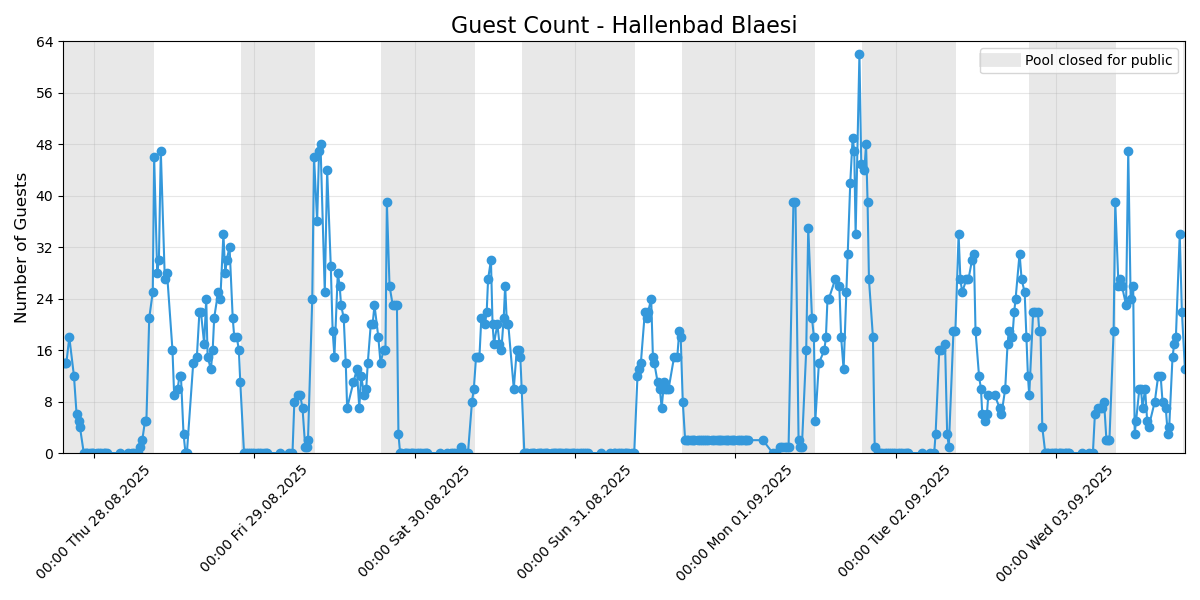 Guest Count - Hallenbad Blaesi
Number of Guests
64
56
48
40
32
24
16
8
0
Pool closed for public
00:00 Thu 28.08.2025
00:00 Fri 29.08.2025
00:00 Sat 30.08.2025
00:00 Sun 31.08.2025
00:00 Mon 01.09.2025
00:00 Tue 02.09.2025
00:00 Wed 03.09.2025